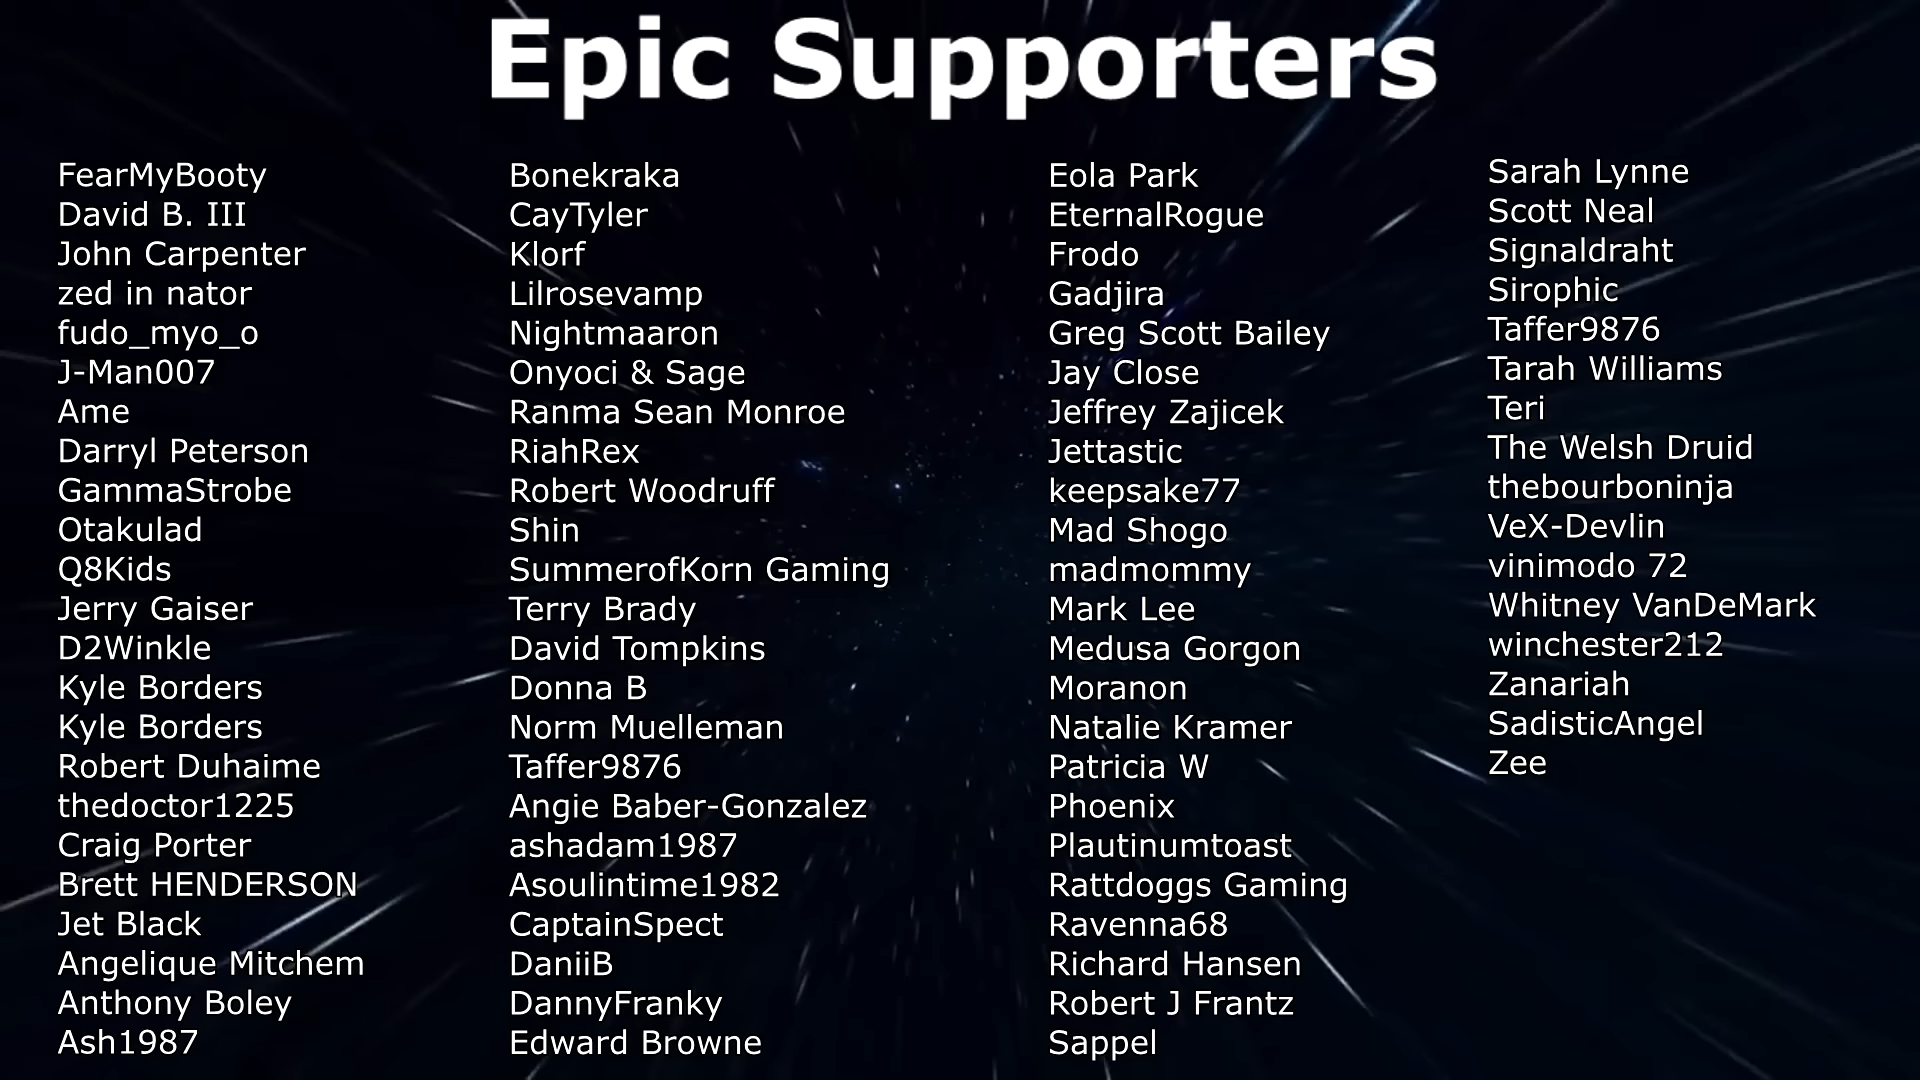 Epic Supporters
FearMyBooty
David B. III
John Carpenter
zed in nator
fudo_myo_o
J-Man007
Ame
Darryl Peterson
GammaStrobe
Otakulad
Q8Kids
Jerry Gaiser
D2Winkle
Kyle Borders
Kyle Borders
Robert Duhaime
thedoctor1225
Craig Porter
Brett HENDERSON
Jet Black
Angelique Mitchem
Anthony Boley
Ash1987
Bonekraka
CayTyler
Klorf
Lilrosevamp
Nightmaaron
Onyoci & Sage
Ranma Sean Monroe
RiahRex
Robert Woodruff
Shin
SummerofKorn Gaming
Terry Brady
David Tompkins
Donna B
Norm Muelleman
Taffer9876
Angie Baber-Gonzalez
ashadam1987
Asoulintime1982
CaptainSpect
DaniiB
DannyFranky
Edward Browne
Eola Park
EternalRogue
Frodo
Gadjira
Greg Scott Bailey
Jay Close
Jeffrey Zajicek
Jettastic
keepsake77
Mad Shogo
madmommy
Mark Lee
Medusa Gorgon
Moranon
Natalie Kramer
Patricia W
Phoenix
Plautinumtoast
Rattdoggs Gaming
Ravenna68
Richard Hansen
Robert J Frantz
Sappel
Sarah Lynne
Scott Neal
Signaldraht
Sirophic
Taffer9876
Tarah Williams
Teri
The Welsh Druid
thebourboninja
VeX-Devlin
vinimodo 72
Whitney VanDeMark
winchester212
Zanariah
SadisticAngel
Zee